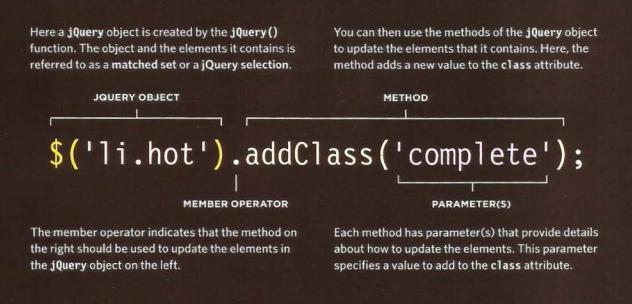 Here a jQuery object is created by the jQuery()
function. The object and the elements it contains is
referred to as a matched set or a jQuery selection.
You can then use the methods of the jQuery object
to update the elements that it contains. Here, the
method adds a new value to the class attribute.
JQUERY OBJECT
METHOD
$('li.hot').addClass('complete');
MEMBER OPERATOR
PARAMETER(S)
The member operator indicates that the method on
the right should be used to update the elements in
the jQuery object on the left.
Each method has parameter(s) that provide details
about how to update the elements. This parameter
specifies a value to add to the class attribute.